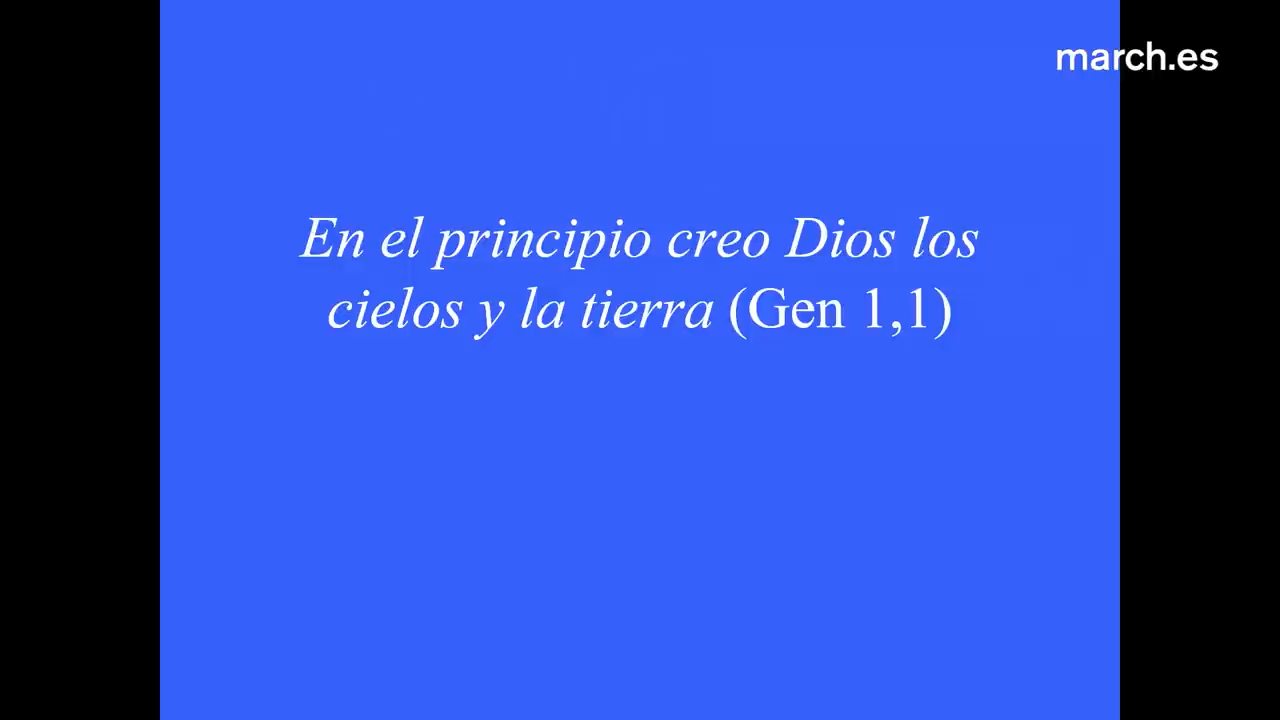 march.es
En el principio creo Dios los
cielos y la tierra (Gen 1,1)